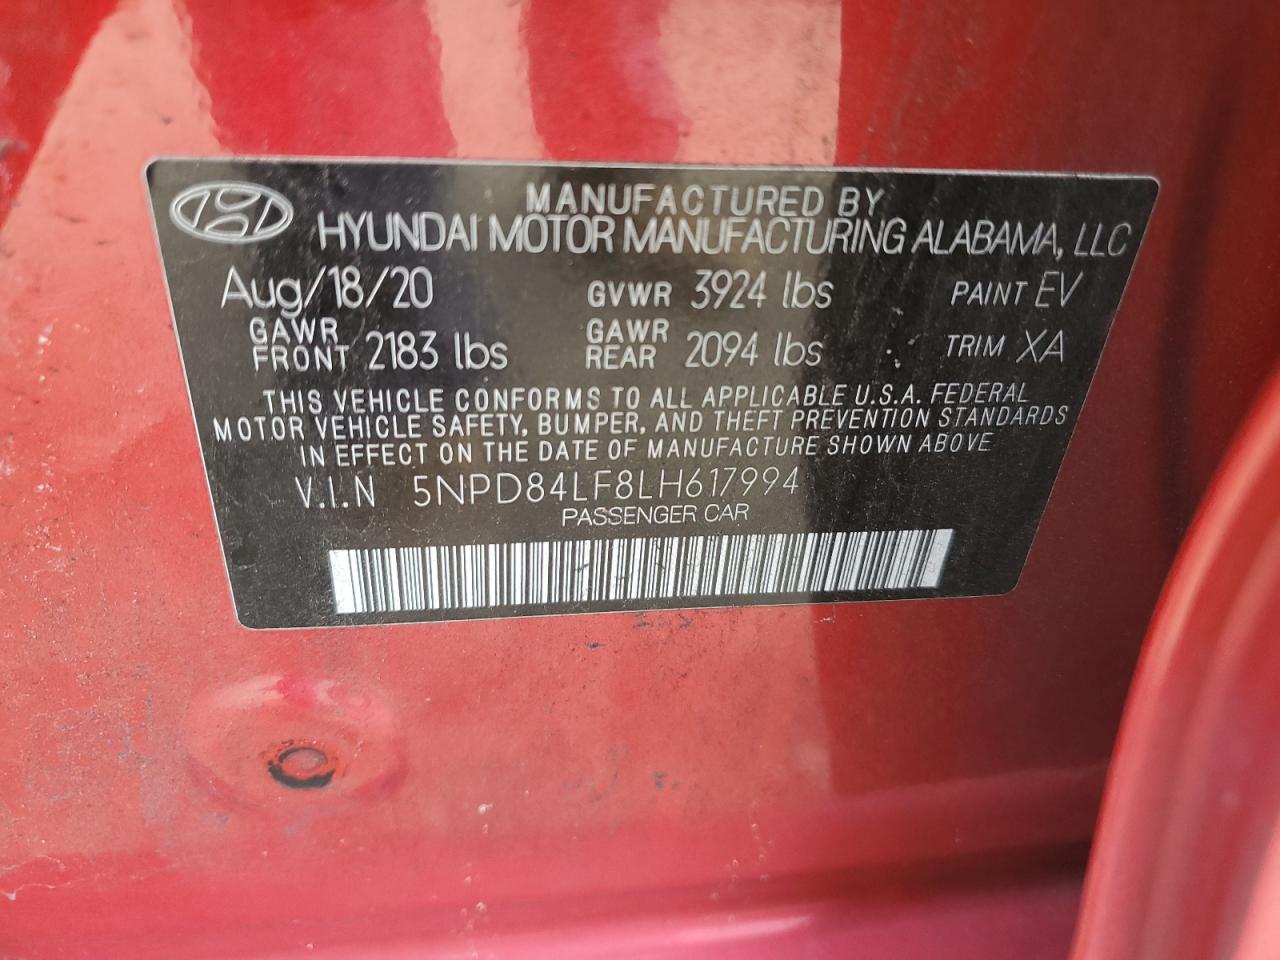 MANUFACTURED BY
HYUNDAI MOTOR MANUFACTURING ALABAMA, LLC
Aug/18/20 GVWR 3924 lbs PAINT EV
GAWR FRONT 2183 lbs GAWR REAR 2094 lbs TRIM XA
THIS VEHICLE CONFORMS TO ALL APPLICABLE U.S.A. FEDERAL
MOTOR VEHICLE SAFETY, BUMPER, AND THEFT PREVENTION STANDARDS
IN EFFECT ON THE DATE OF MANUFACTURE SHOWN ABOVE
V.I.N 5NPD84LF8LH617994
PASSENGER CAR